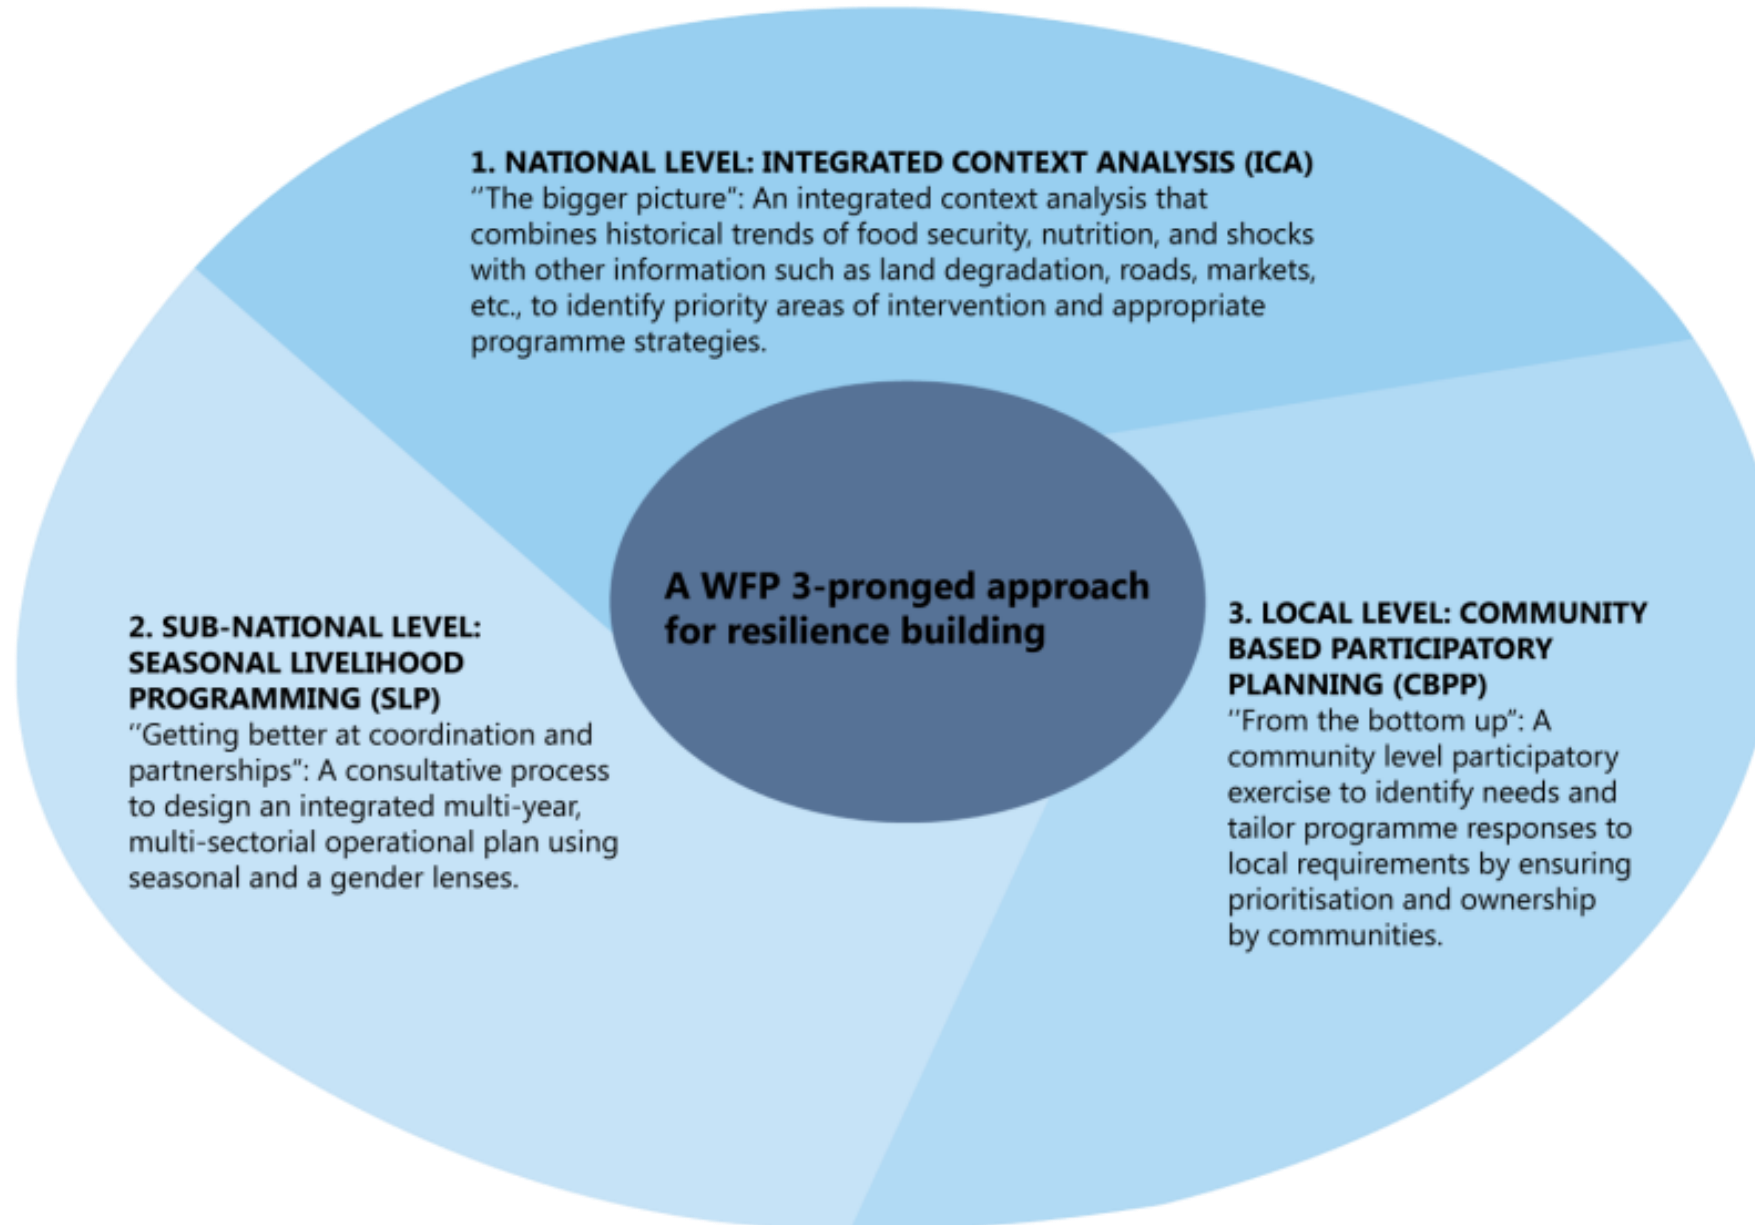 1. NATIONAL LEVEL: INTEGRATED CONTEXT ANALYSIS (ICA)
‘‘The bigger picture”: An integrated context analysis that
combines historical trends of food security, nutrition, and shocks
with other information such as land degradation, roads, markets,
etc., to identify priority areas of intervention and appropriate
programme strategies.
A WFP 3-pronged approach
for resilience building
2. SUB-NATIONAL LEVEL:
SEASONAL LIVELIHOOD
PROGRAMMING (SLP)
‘‘Getting better at coordination and
partnerships”: A consultative process
to design an integrated multi-year,
multi-sectorial operational plan using
seasonal and a gender lenses.
3. LOCAL LEVEL: COMMUNITY
BASED PARTICIPATORY
PLANNING (CBPP)
‘‘From the bottom up”: A
community level participatory
exercise to identify needs and
tailor programme responses to
local requirements by ensuring
prioritisation and ownership
by communities.